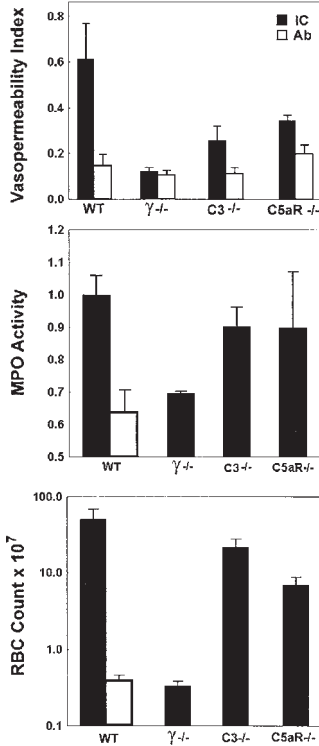 Vasopermeability Index
0.8
0.6
0.4
0.2
0.0
IC
Ab
WT
γ-/-
C3-/-
C5aR-/-
MPO Activity
1.0
1.2
1.0
0.9
0.8
0.7
0.6
0.5
WT
γ-/-
C3-/-
C5aR-/-
RBC Count x 10⁷
100.0
10.0
1.0
0.1
WT
γ-/-
C3-/-
C5aR-/-